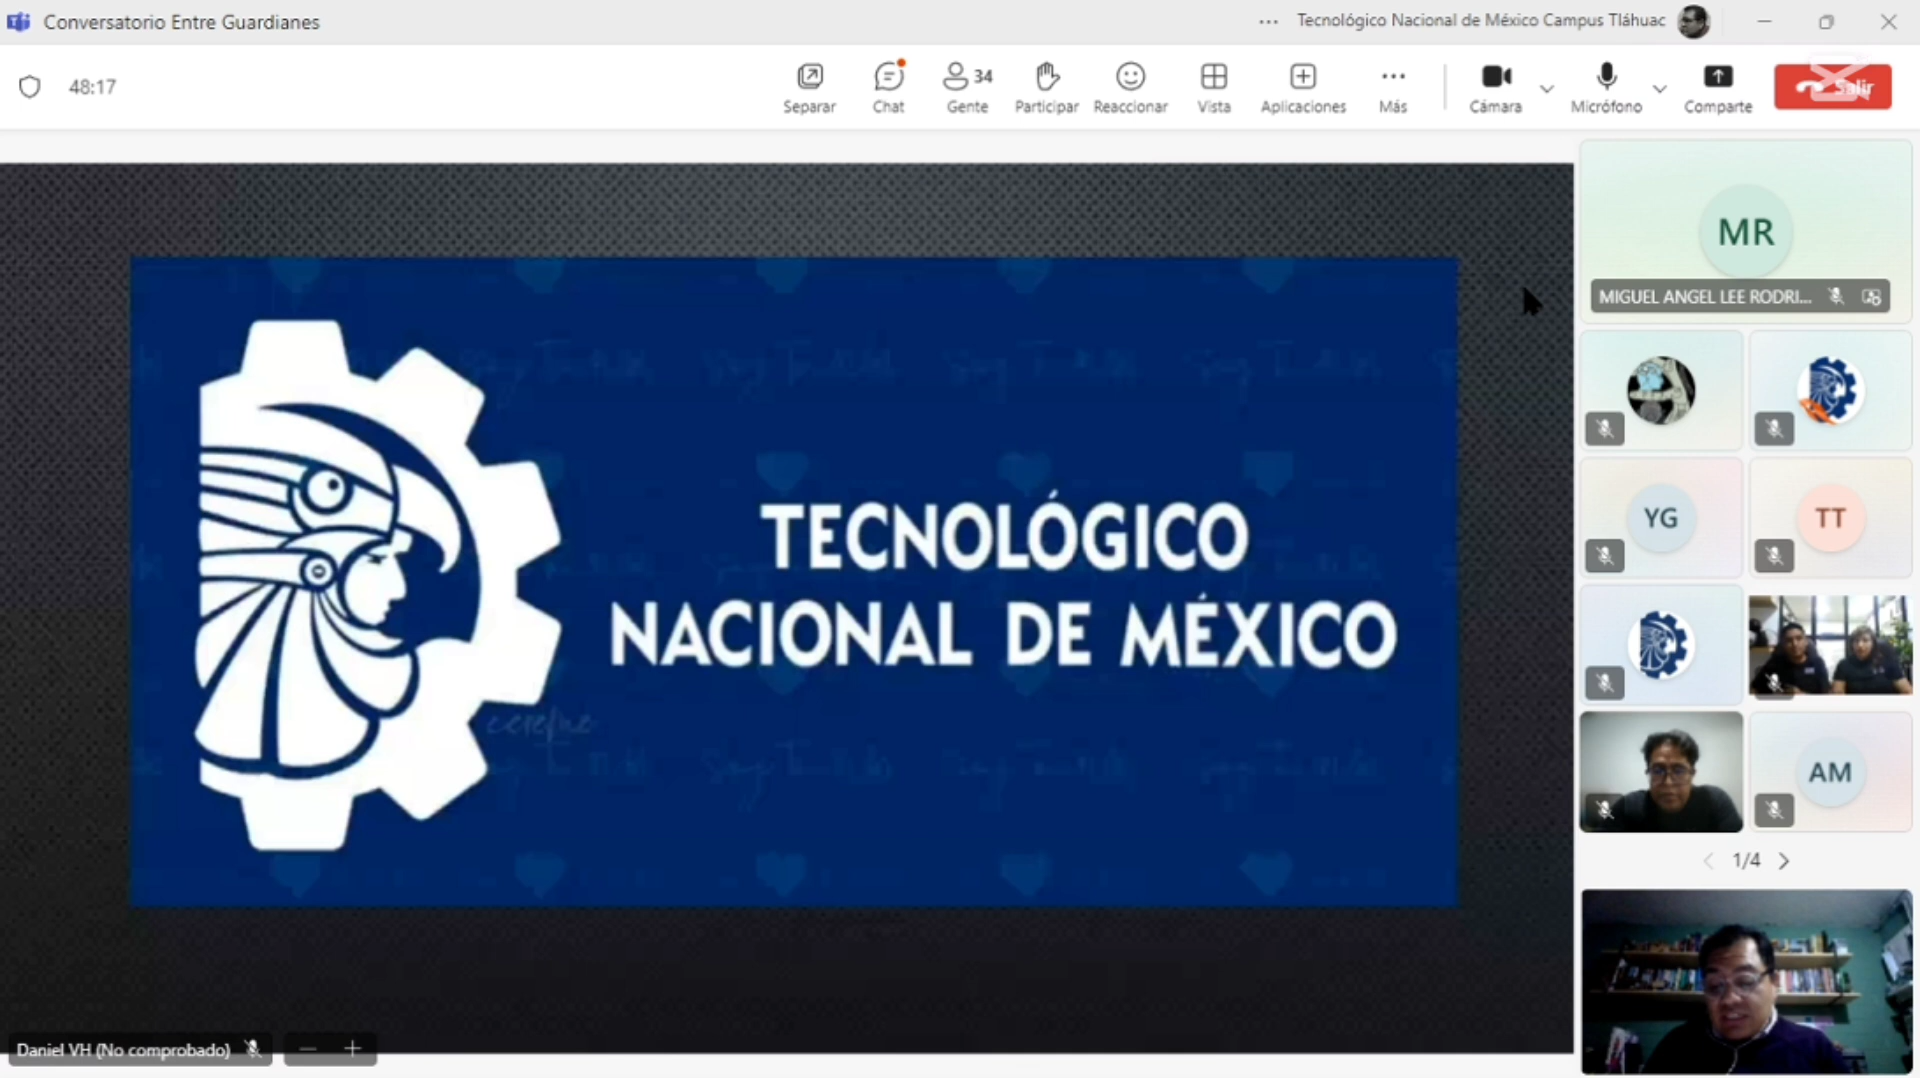 Conversatorio Entre Guardianes
Tecnológico Nacional de México Campus Tláhuac
48:17
Separar
Chat
34
Gente
Participar
Reaccionar
Vista
Aplicaciones
Más
Cámara
Micrófono
Comparte
Salir
MR
MIGUEL ANGEL LEE RODRI...
YG
TT
AM
1/4
TECNOLÓGICO
NACIONAL DE MÉXICO
Daniel VH (No comprobado)